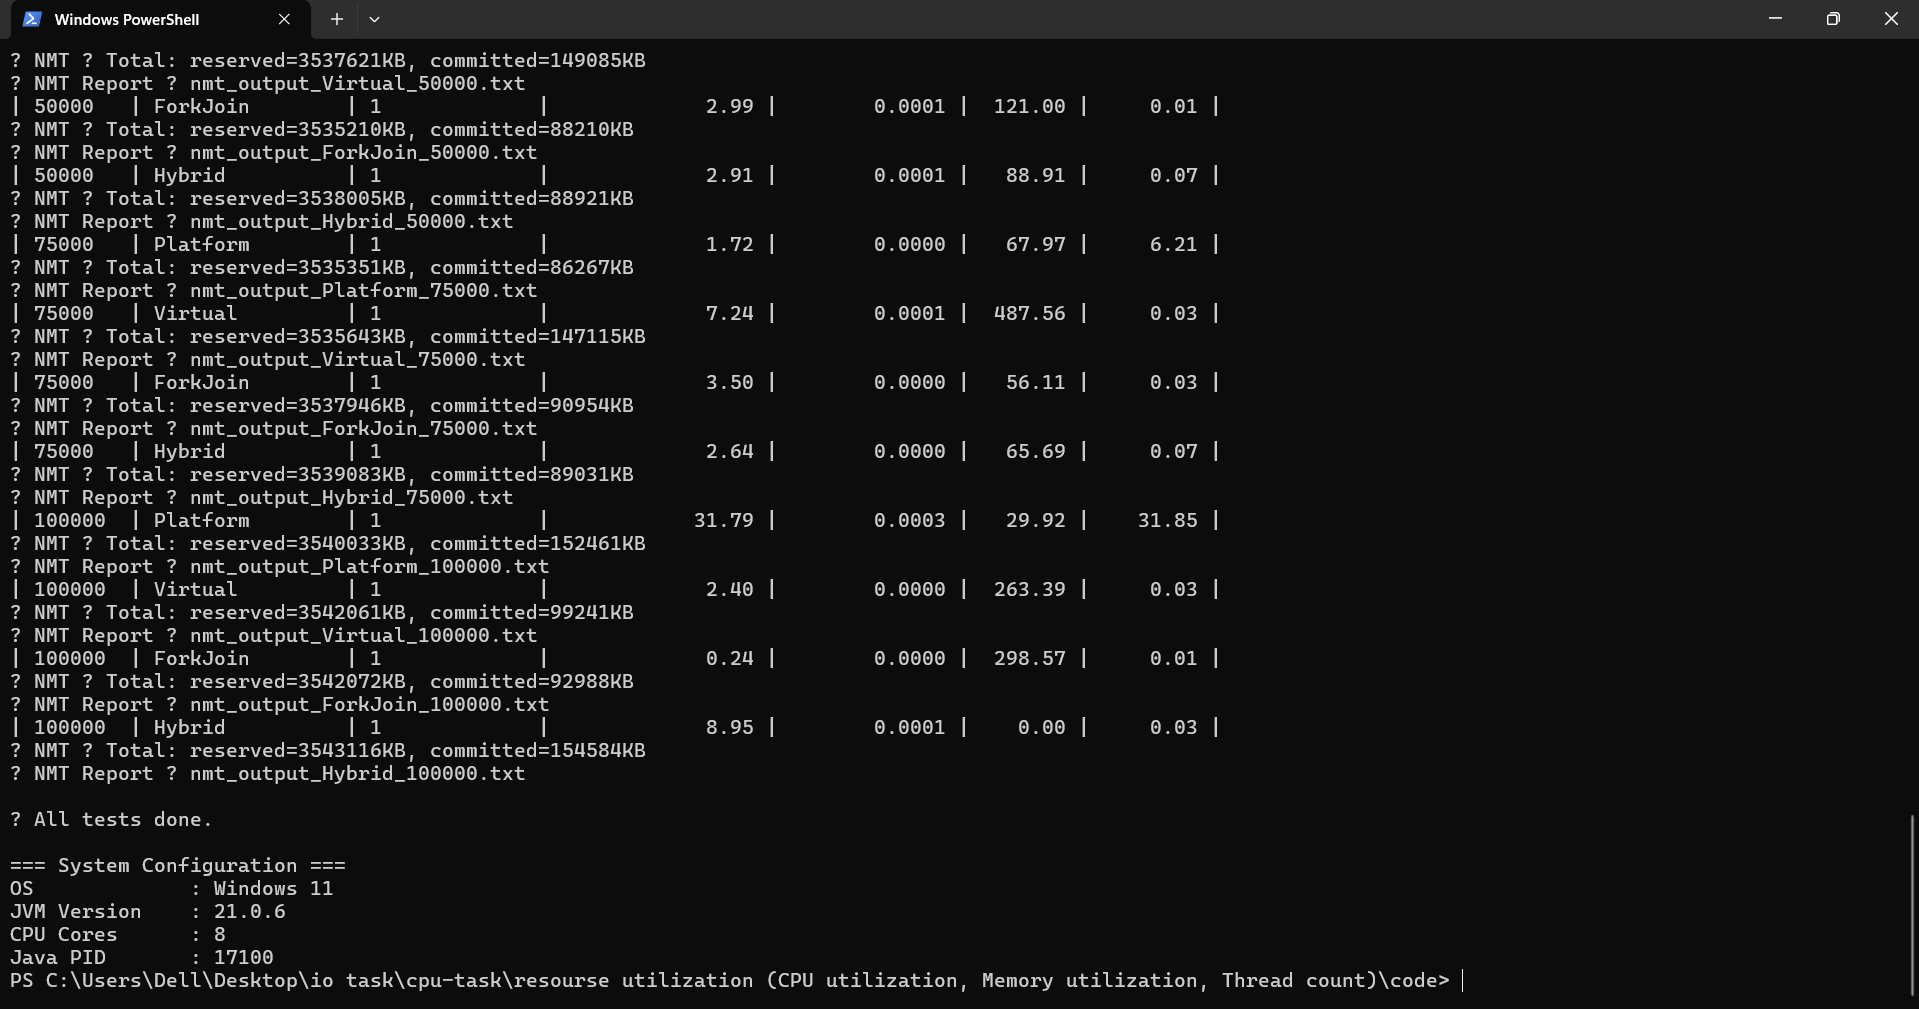 Windows PowerShell
? NMT ? Total: reserved=3537621KB, committed=149085KB
? NMT Report ? nmt_output_Virtual_50000.txt
| 50000   | ForkJoin        | 1             |             2.99 |        0.0001 |  121.00 |     0.01 |
? NMT ? Total: reserved=3535210KB, committed=88210KB
? NMT Report ? nmt_output_ForkJoin_50000.txt
| 50000   | Hybrid          | 1             |             2.91 |        0.0001 |   88.91 |     0.07 |
? NMT ? Total: reserved=3538005KB, committed=88921KB
? NMT Report ? nmt_output_Hybrid_50000.txt
| 75000   | Platform        | 1             |             1.72 |        0.0000 |   67.97 |     6.21 |
? NMT ? Total: reserved=3535351KB, committed=86267KB
? NMT Report ? nmt_output_Platform_75000.txt
| 75000   | Virtual         | 1             |             7.24 |        0.0001 |  487.56 |     0.03 |
? NMT ? Total: reserved=3535643KB, committed=147115KB
? NMT Report ? nmt_output_Virtual_75000.txt
| 75000   | ForkJoin        | 1             |             3.50 |        0.0000 |   56.11 |     0.03 |
? NMT ? Total: reserved=3537946KB, committed=90954KB
? NMT Report ? nmt_output_ForkJoin_75000.txt
| 75000   | Hybrid          | 1             |             2.64 |        0.0000 |   65.69 |     0.07 |
? NMT ? Total: reserved=3539083KB, committed=89031KB
? NMT Report ? nmt_output_Hybrid_75000.txt
| 100000  | Platform        | 1             |            31.79 |        0.0003 |   29.92 |    31.85 |
? NMT ? Total: reserved=3540033KB, committed=152461KB
? NMT Report ? nmt_output_Platform_100000.txt
| 100000  | Virtual         | 1             |             2.40 |        0.0000 |  263.39 |     0.03 |
? NMT ? Total: reserved=3542061KB, committed=99241KB
? NMT Report ? nmt_output_Virtual_100000.txt
| 100000  | ForkJoin        | 1             |             0.24 |        0.0000 |  298.57 |     0.01 |
? NMT ? Total: reserved=3542072KB, committed=92988KB
? NMT Report ? nmt_output_ForkJoin_100000.txt
| 100000  | Hybrid          | 1             |             8.95 |        0.0001 |    0.00 |     0.03 |
? NMT ? Total: reserved=3543116KB, committed=154584KB
? NMT Report ? nmt_output_Hybrid_100000.txt
? All tests done.
=== System Configuration ===
OS             : Windows 11
JVM Version    : 21.0.6
CPU Cores      : 8
Java PID       : 17100
PS C:\Users\Dell\Desktop\io task\cpu-task\resourse utilization (CPU utilization, Memory utilization, Thread count)\code>